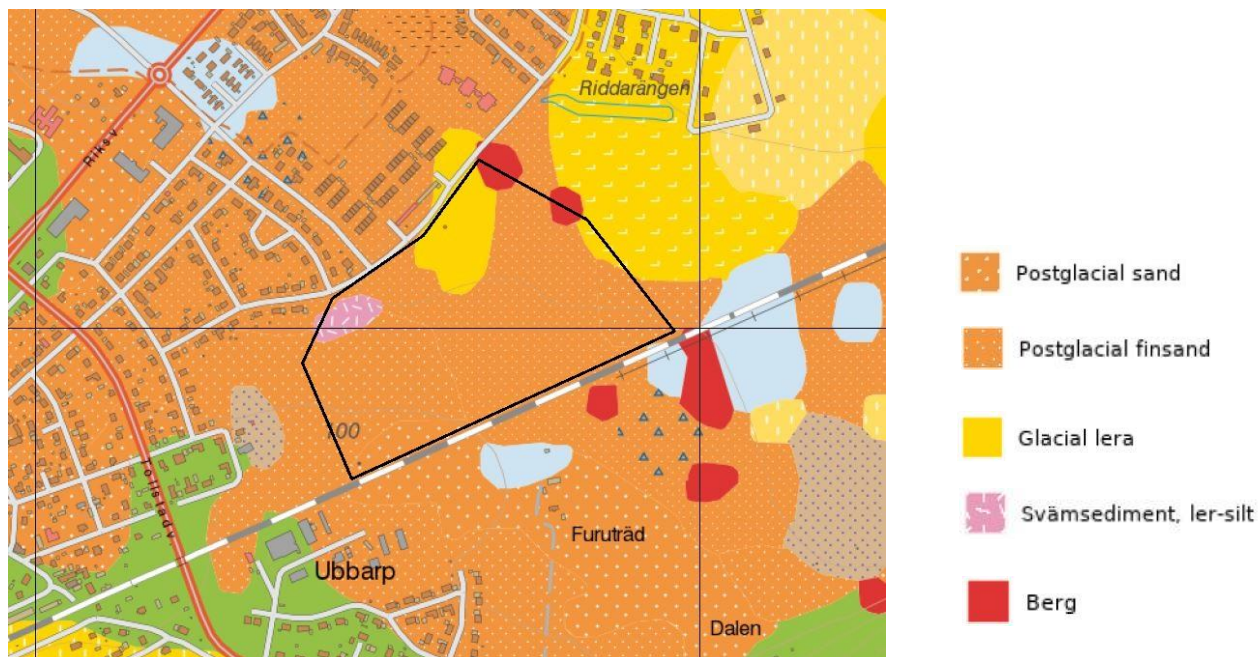 Riddarängen
Riksv
Postglacial sand
Postglacial finsand
100
Glacial lera
Tollstadv
Svämsediment, ler-silt
Furuträd
Ubbarp
Berg
Dalen